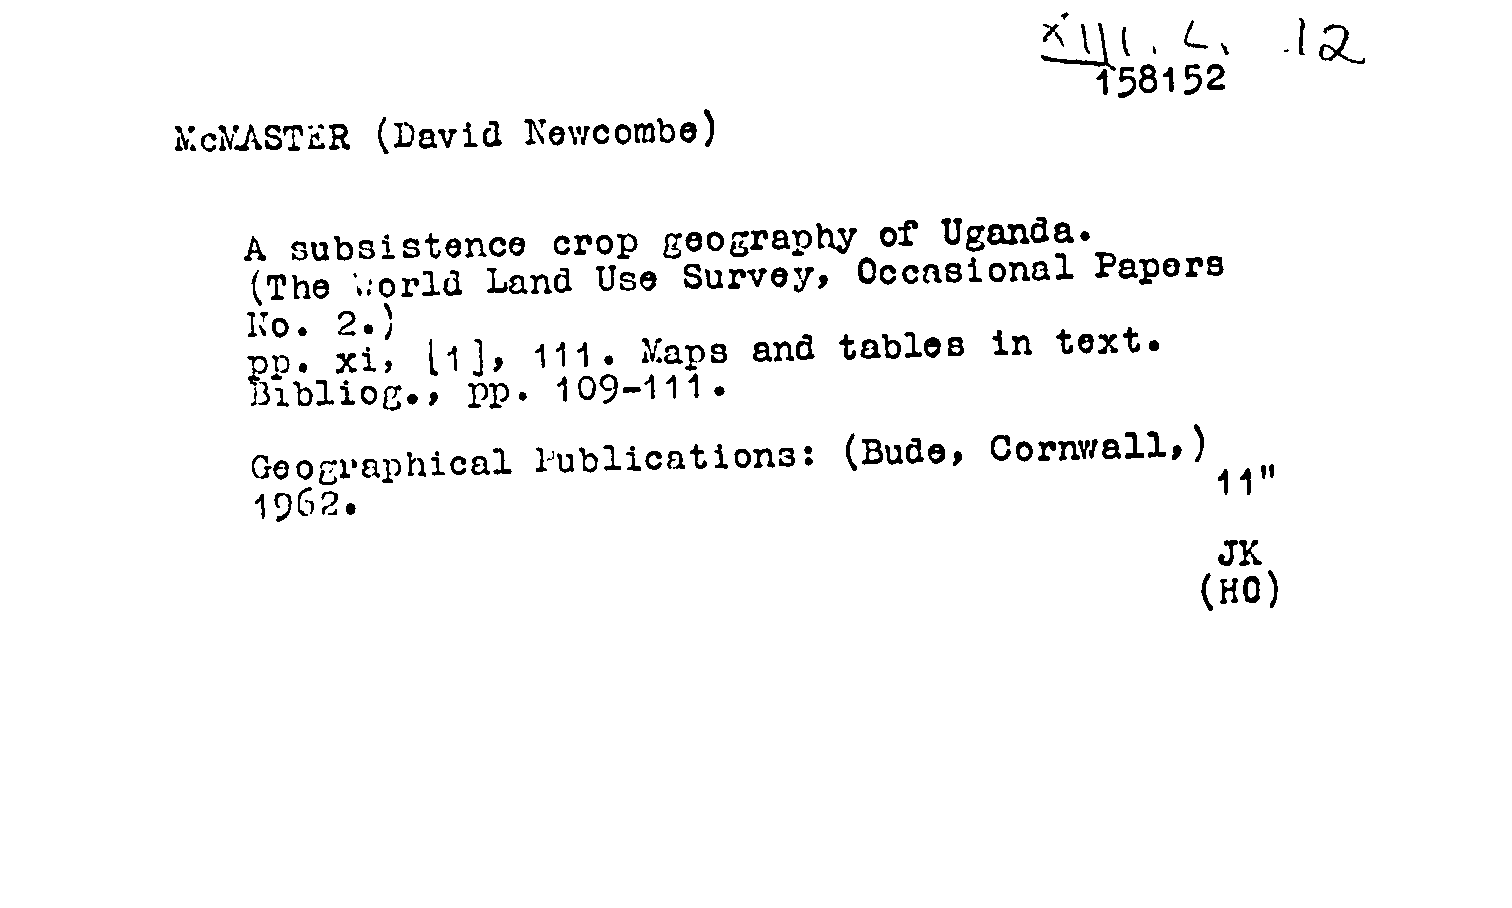 XIII. L. 12
158152
McMASTER (David Newcombe)
A subsistence crop geography of Uganda.
(The World Land Use Survey, Occasional Papers
No. 2.)
pp. xi, [1], 111. Maps and tables in text.
Bibliog., pp. 109-111.
Geographical Publications: (Bude, Cornwall,)
1962.
11"
JK
(HO)